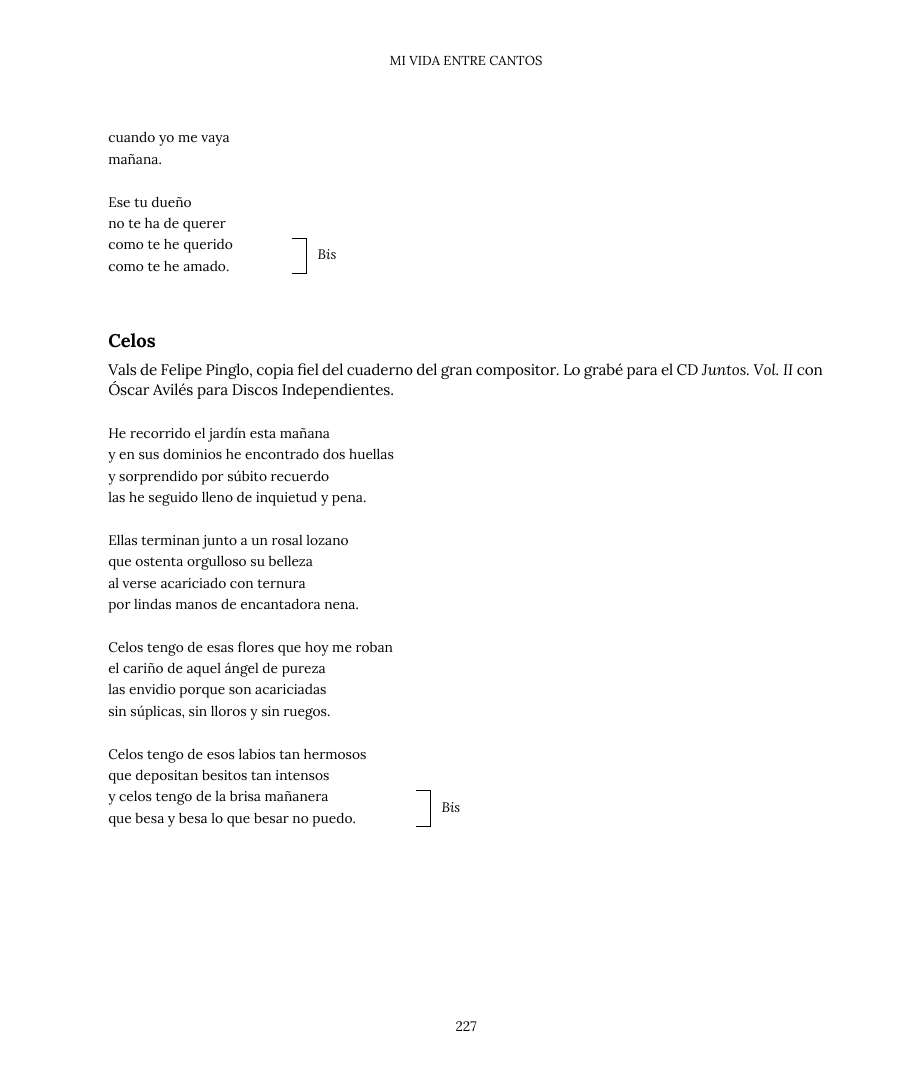 MI VIDA ENTRE CANTOS
cuando yo me vaya
mañana.
Ese tu dueño
no te ha de querer
como te he querido
como te he amado.
Bis
Celos
Vals de Felipe Pinglo, copia fiel del cuaderno del gran compositor. Lo grabé para el CD Juntos. Vol. II con
Óscar Avilés para Discos Independientes.
He recorrido el jardín esta mañana
y en sus dominios he encontrado dos huellas
y sorprendido por súbito recuerdo
las he seguido lleno de inquietud y pena.
Ellas terminan junto a un rosal lozano
que ostenta orgulloso su belleza
al verse acariciado con ternura
por lindas manos de encantadora nena.
Celos tengo de esas flores que hoy me roban
el cariño de aquel ángel de pureza
las envidio porque son acariciadas
sin súplicas, sin lloros y sin ruegos.
Celos tengo de esos labios tan hermosos
que depositan besitos tan intensos
y celos tengo de la brisa mañanera
que besa y besa lo que besar no puedo.
Bis
227